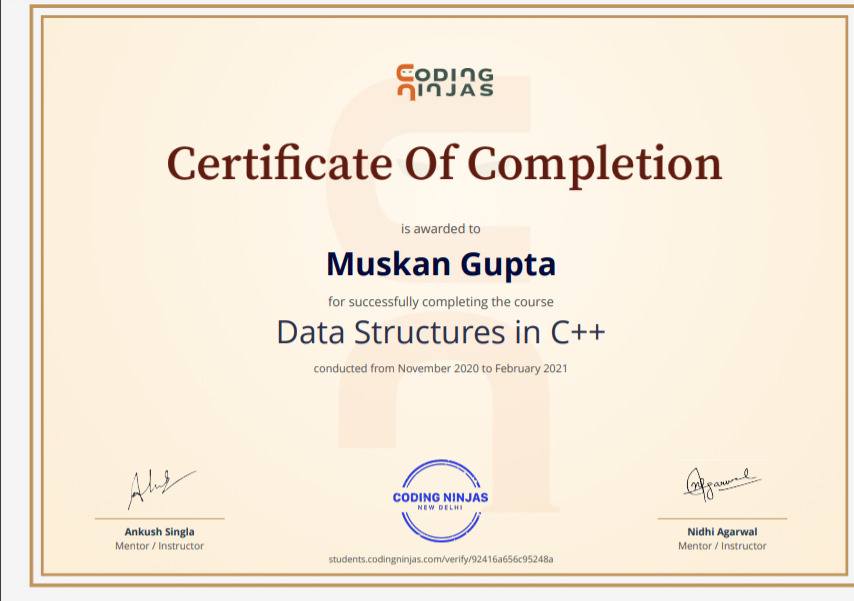 CODING
NINJAS
Certificate Of Completion
is awarded to
Muskan Gupta
for successfully completing the course
Data Structures in C++
conducted from November 2020 to February 2021
CODING NINJAS
NEW DELHI
Ankush Singla
Mentor / Instructor
Nidhi Agarwal
Mentor / Instructor
students.codingninjas.com/verify/92416a656c95248a